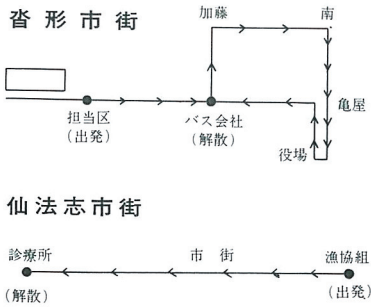 沓形市街
加藤
南
亀屋
担当区
(出発)
バス会社
(解散)
役場
仙法志市街
診療所
(解散)
市街
漁協組
(出発)